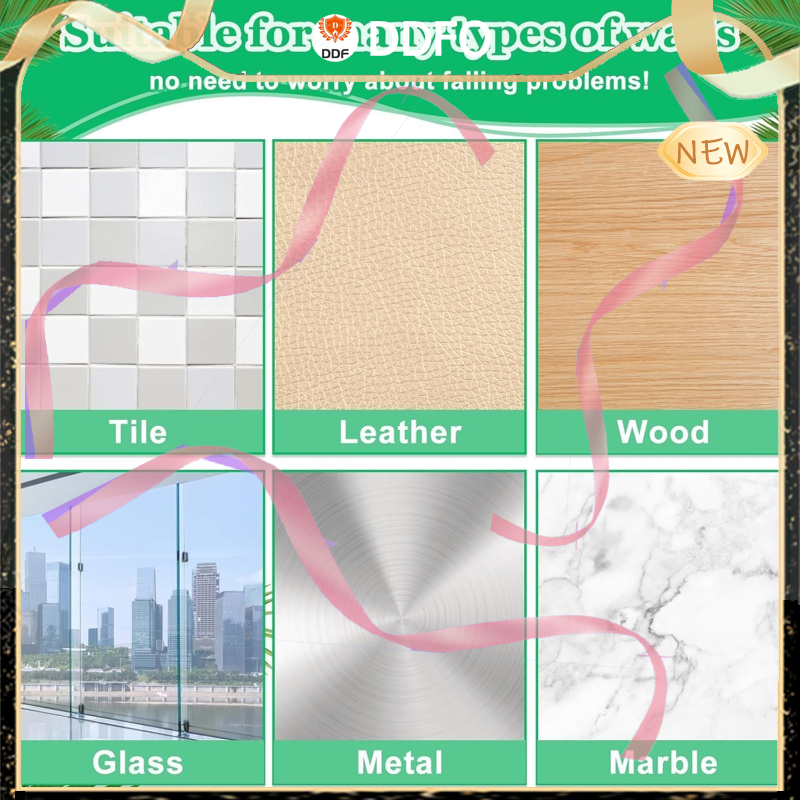 Suitable for many types of walls
DDF
DDFQ
no need to worry about falling problems!
NEW
Tile
Leather
Wood
Glass
Metal
Marble